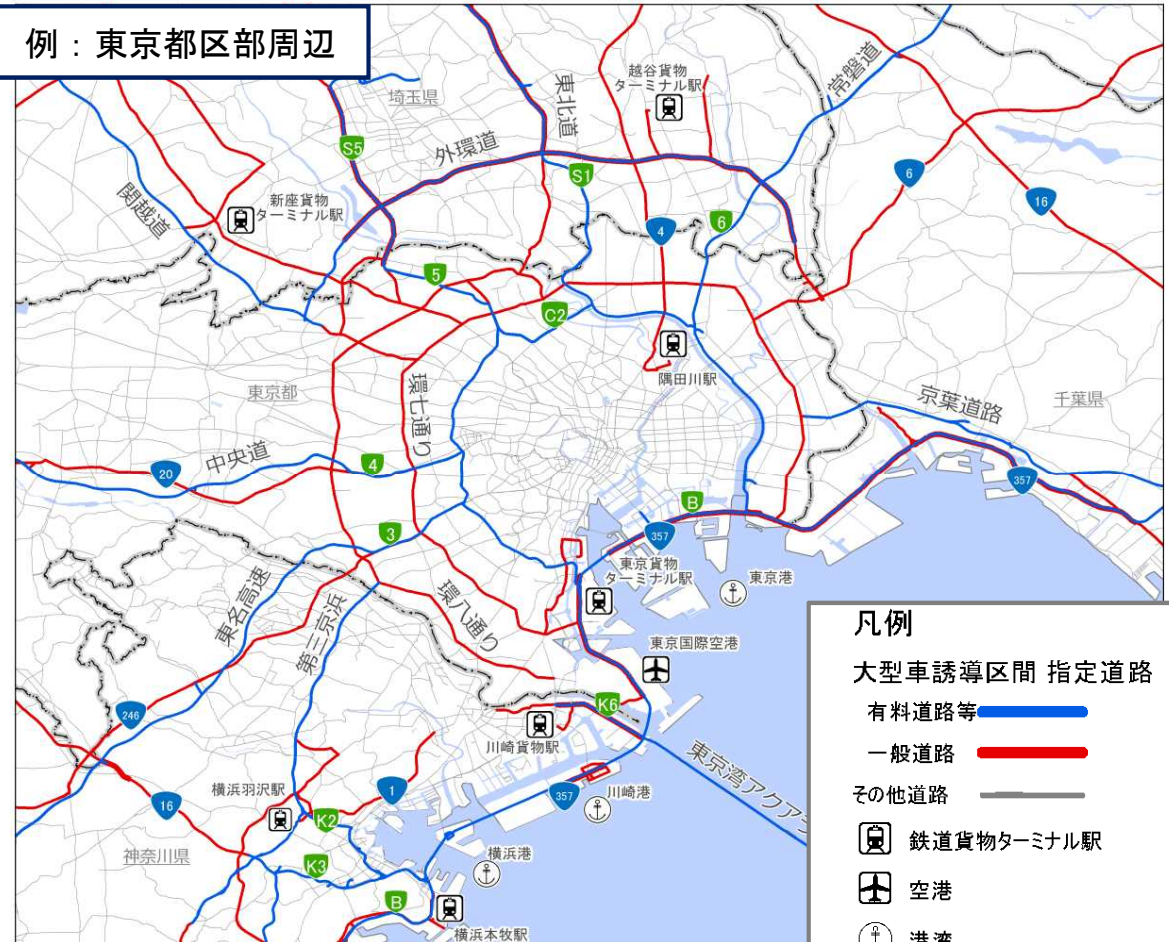 例：東京都区部周辺
埼玉県
東北道
越谷貨物
ターミナル駅
常磐道
S5
外環道
S1
6
16
関越道
新座貨物
ターミナル駅
4
6
5
C2
隅田川駅
東京都
環七通り
京葉道路
千葉県
中央道
20
4
357
B
3
357
東京貨物
ターミナル駅
東京港
東名高速
第三京浜
環八通り
東京国際空港
246
K6
川崎貨物駅
東京湾アクアラ
横浜羽沢駅
16
1
357
川崎港
K2
神奈川県
K3
横浜港
B
横浜本牧駅
凡例
大型車誘導区間 指定道路
有料道路等
一般道路
その他道路
鉄道貨物ターミナル駅
空港
港湾